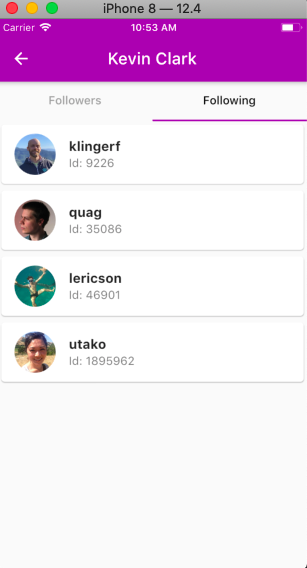 iPhone 8 — 12.4
Carrier 10:53 AM
Kevin Clark
Followers Following
klingerf
Id: 9226
quag
Id: 35086
lericson
Id: 46901
utako
Id: 1895962